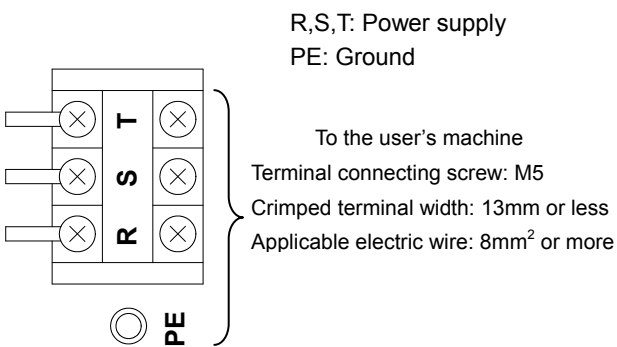 R,S,T: Power supply
PE: Ground
T
S
R
PE
To the user’s machine
Terminal connecting screw: M5
Crimped terminal width: 13mm or less
Applicable electric wire: 8mm² or more